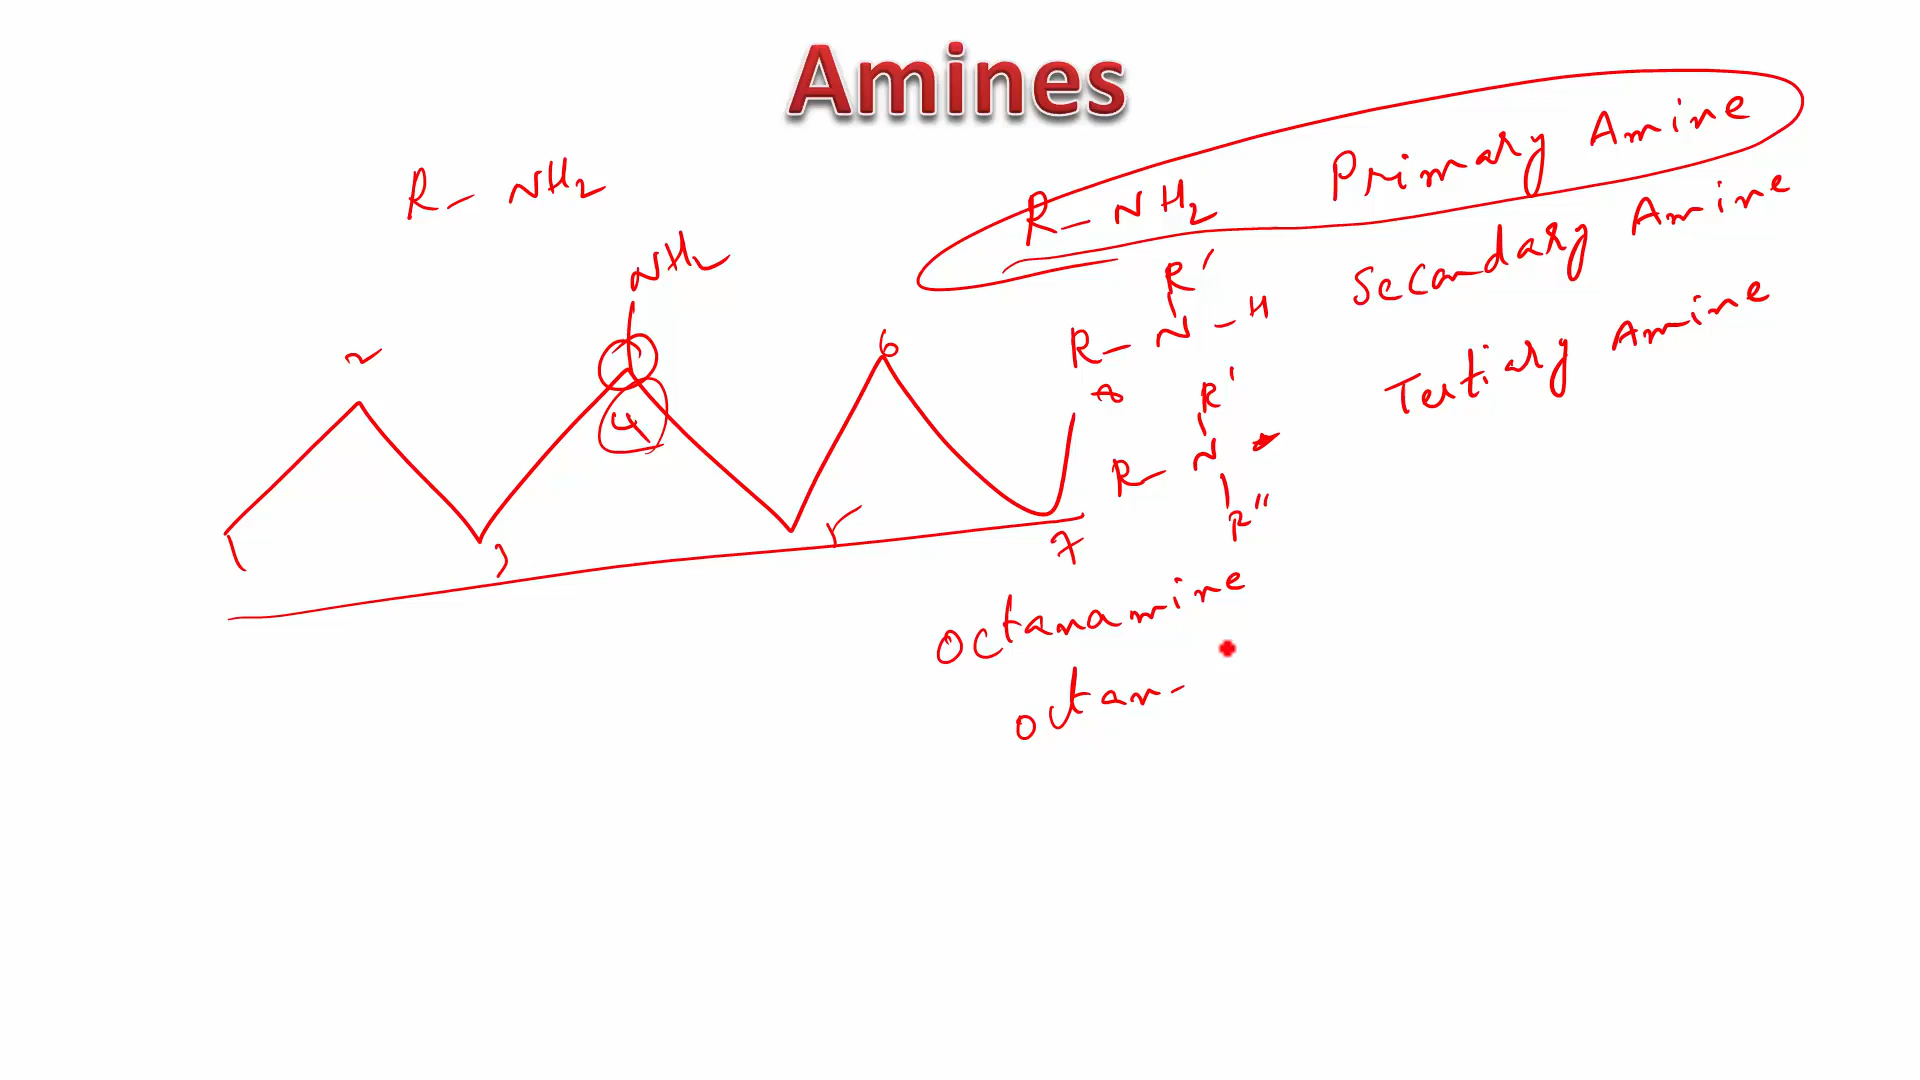 Amines
R - NH2
R - NH2 Primary Amine
R'
R - N - H Secondary Amine
R'
R - N - Tertiary Amine
R"
NH2
1 2 3 4 5 6 7 8
Octanamine
Octan-